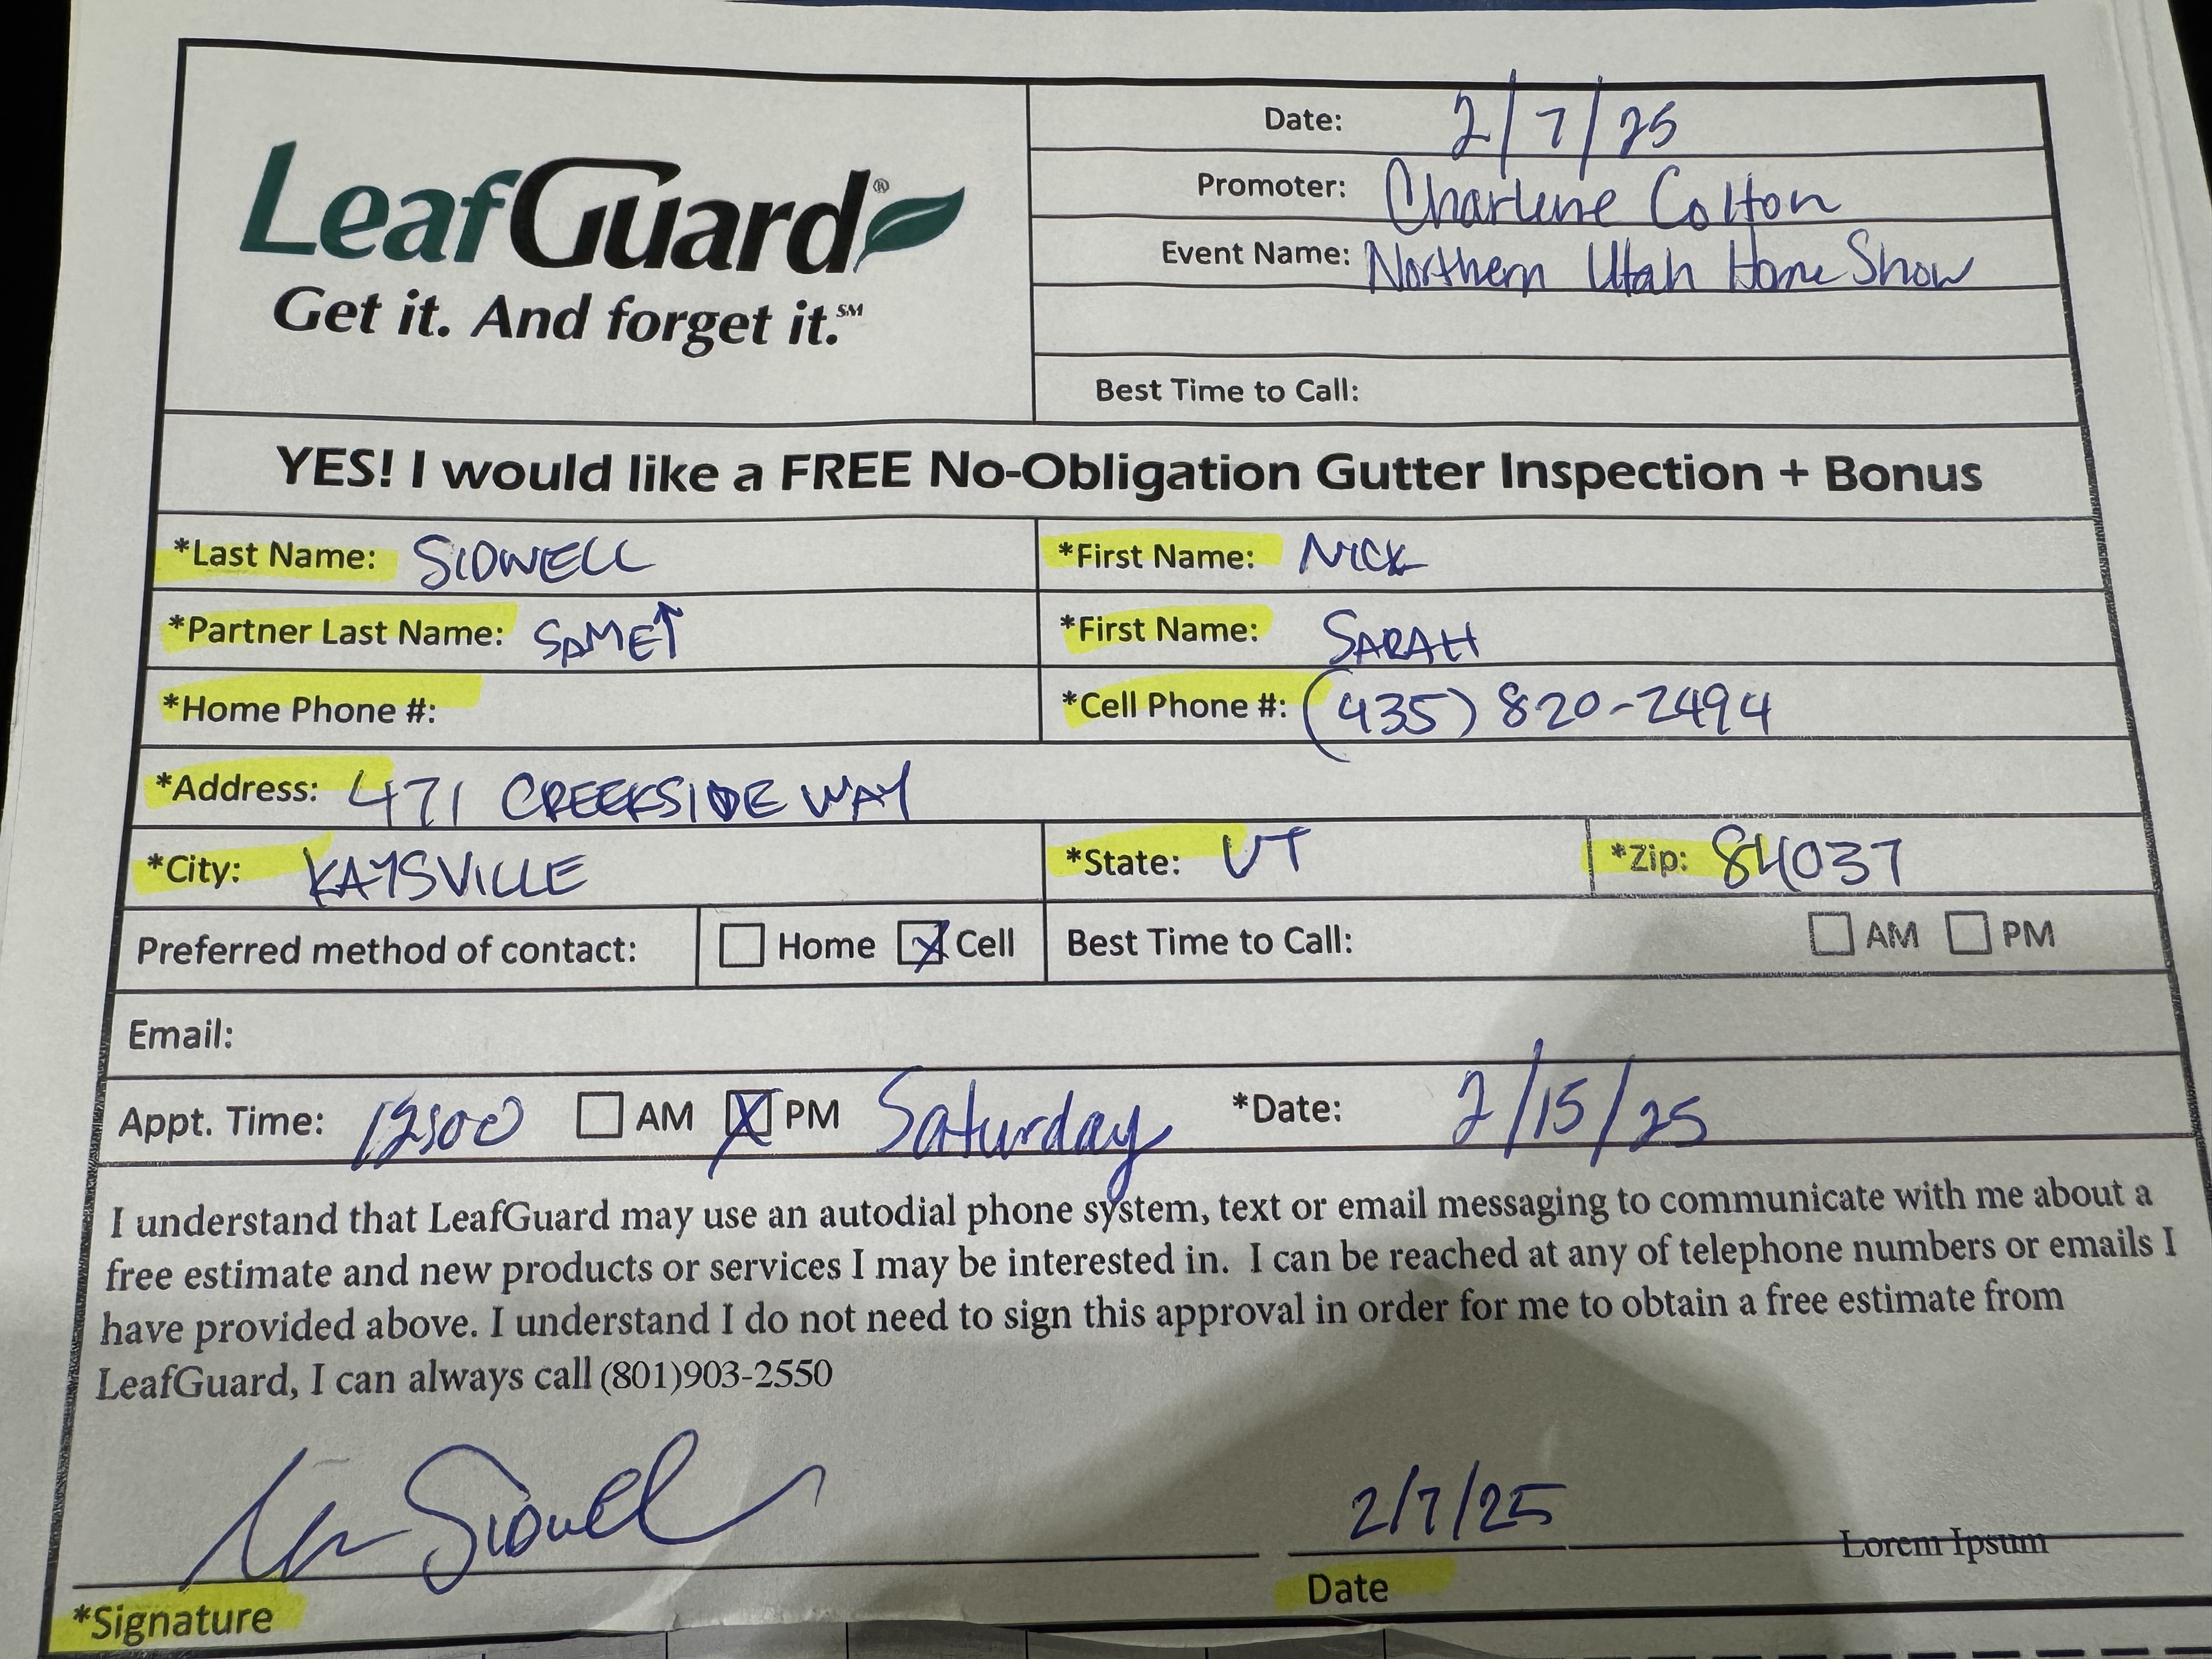 Date: 2/7/25
LeafGuard®
Get it. And forget it.℠
Promoter: Charlene Colton
Event Name: Northern Utah Home Show
Best Time to Call:
YES! I would like a FREE No-Obligation Gutter Inspection + Bonus
*Last Name: SIDWELL *First Name: NICK
*Partner Last Name: SAME↑ *First Name: SARAH
*Home Phone #: *Cell Phone #: (435) 820-2494
*Address: 471 CREEKSIDE WAY
*City: KAYSVILLE *State: UT *Zip: 84037
Preferred method of contact: ☐ Home ☒ Cell Best Time to Call: ☐ AM ☐ PM
Email:
Appt. Time: 12:00 ☐ AM ☒ PM Saturday *Date: 2/15/25
I understand that LeafGuard may use an autodial phone system, text or email messaging to communicate with me about a
free estimate and new products or services I may be interested in. I can be reached at any of telephone numbers or emails I
have provided above. I understand I do not need to sign this approval in order for me to obtain a free estimate from
LeafGuard, I can always call (801)903-2550
Nick Sidwell 2/7/25 Lorem Ipsum
*Signature Date